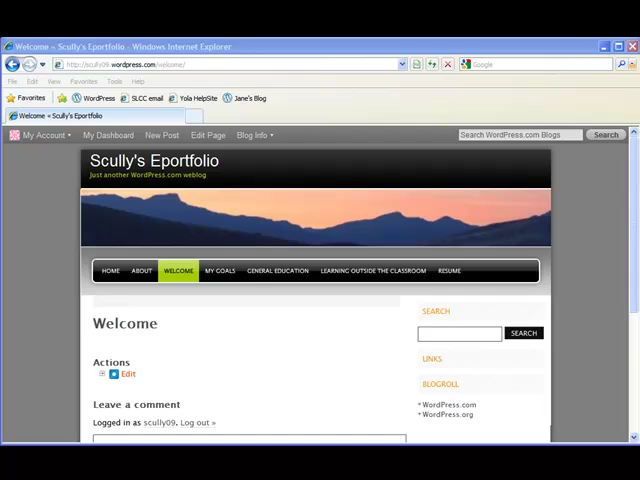 Welcome « Scully's Eportfolio - Windows Internet Explorer
http://scully09.wordpress.com/welcome/
Google
File Edit View Favorites Tools Help
Favorites WordPress SLCC email Yola HelpSite Jane's Blog
Welcome « Scully's Eportfolio
My Account My Dashboard New Post Edit Page Blog Info Search WordPress.com Blogs Search
Scully's Eportfolio
Just another WordPress.com weblog
HOME ABOUT WELCOME MY GOALS GENERAL EDUCATION LEARNING OUTSIDE THE CLASSROOM RESUME
Welcome
Actions
Edit
Leave a comment
Logged in as scully09. Log out »
SEARCH
SEARCH
LINKS
BLOGROLL
WordPress.com
WordPress.org